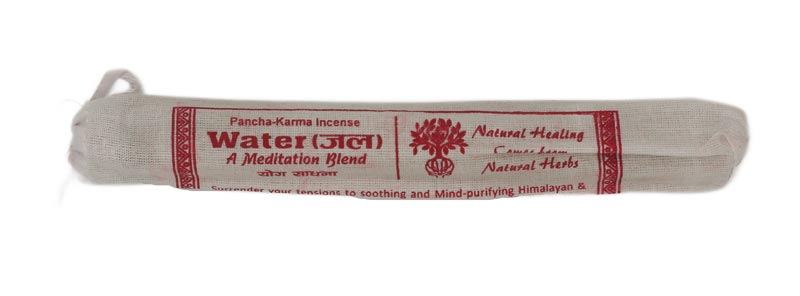 Pancha-Karma Incense
Water (जल)
A Meditation Blend
योग साधना
Natural Healing
Comes from
Natural Herbs
Surrender your tensions to soothing and Mind-purifying Himalayan &